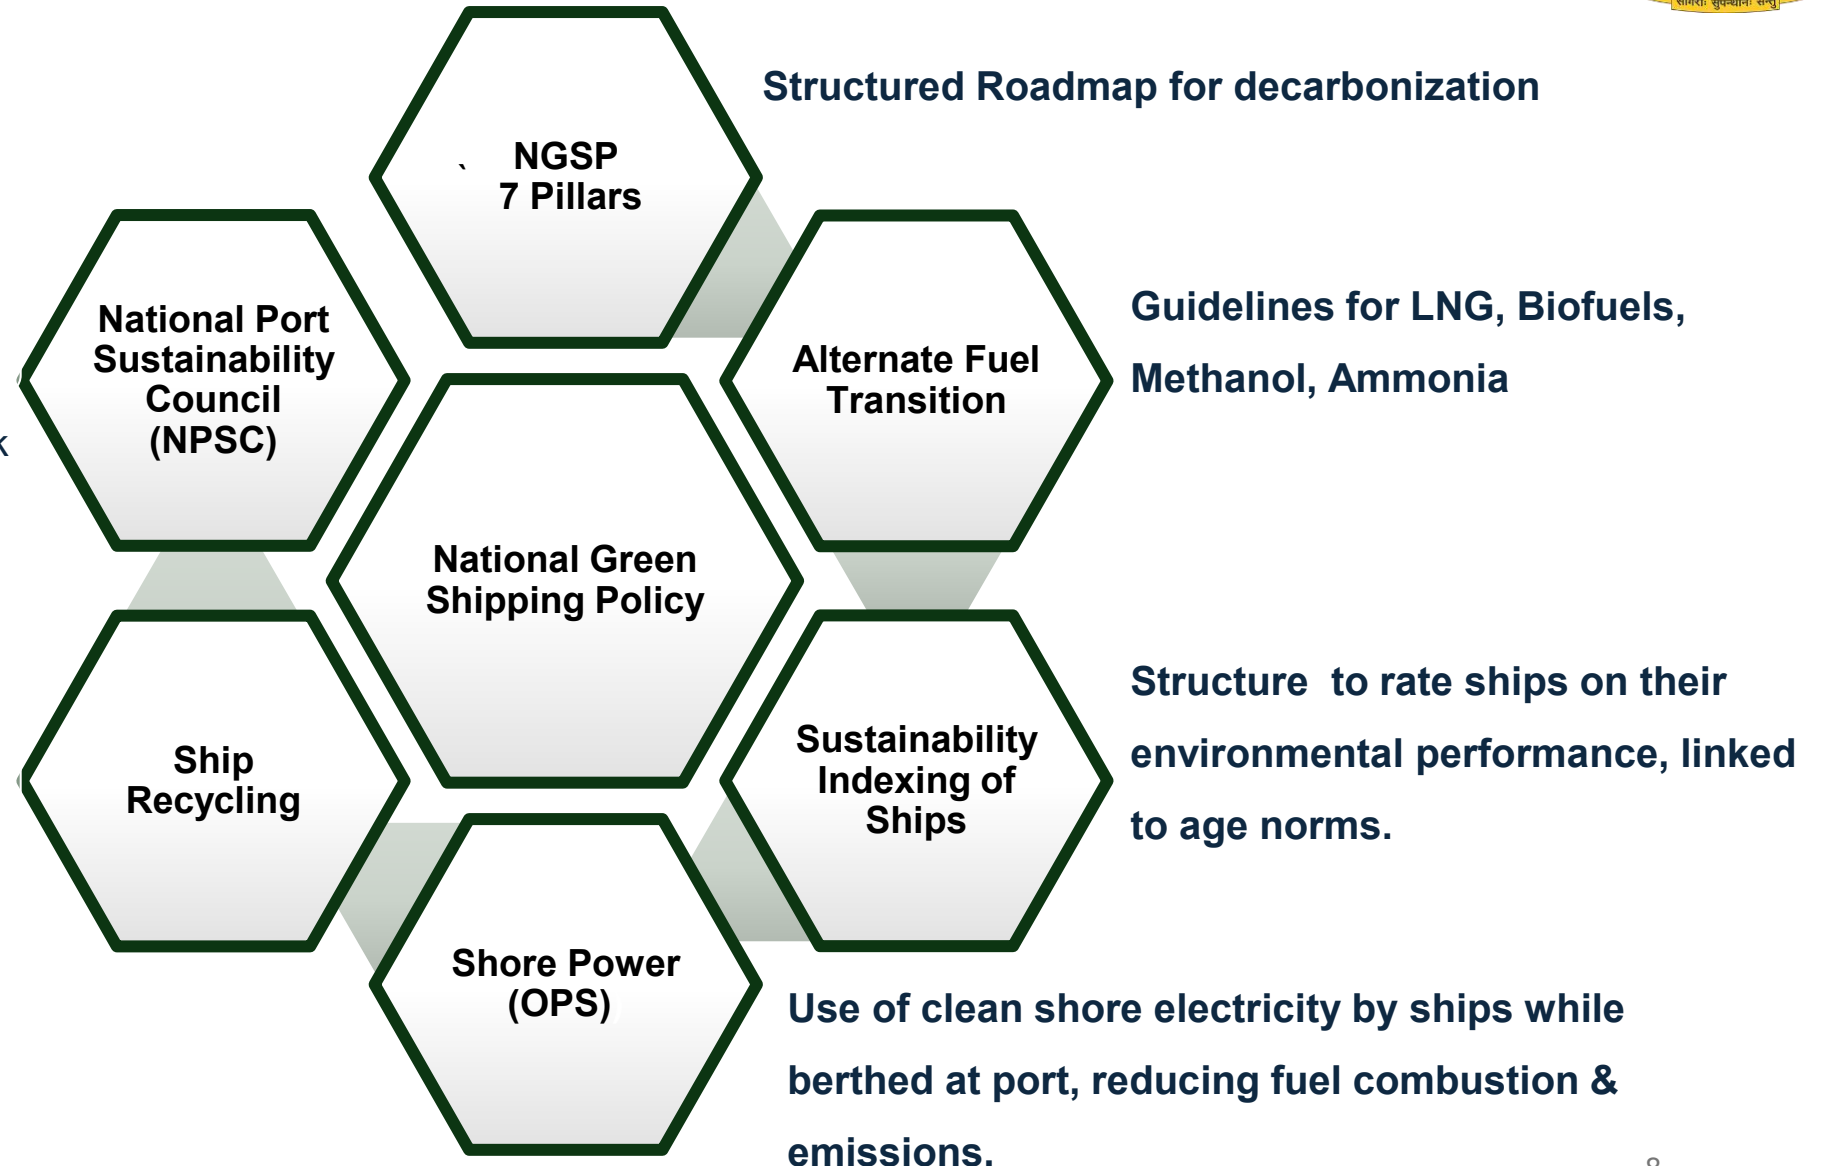 सागराः सुपन्थानः सन्तु
NGSP
` 7 Pillars
Structured Roadmap for decarbonization
National Port
Sustainability
Council
(NPSC)
Alternate Fuel
Transition
Guidelines for LNG, Biofuels,
Methanol, Ammonia
National Green
Shipping Policy
Ship
Recycling
Sustainability
Indexing of
Ships
Structure  to rate ships on their
environmental performance, linked
to age norms.
Shore Power
(OPS)
Use of clean shore electricity by ships while
berthed at port, reducing fuel combustion &
emissions.